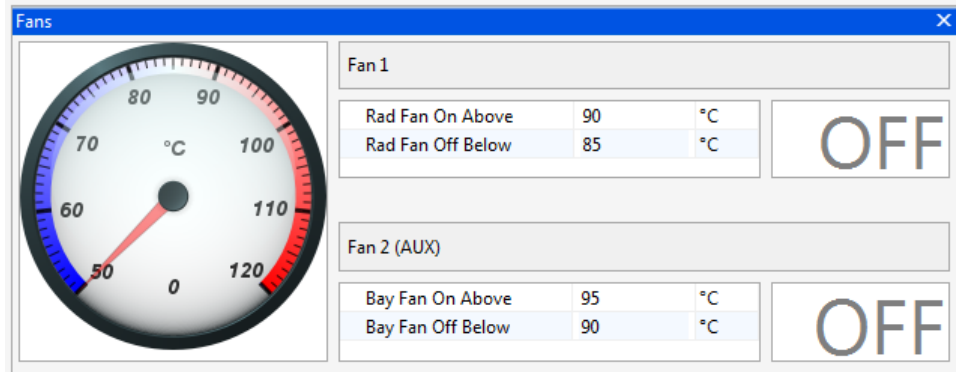 Fans
80 90
70 °C 100
60 110
50 0 120
Fan 1
Rad Fan On Above 90 °C
Rad Fan Off Below 85 °C
OFF
Fan 2 (AUX)
Bay Fan On Above 95 °C
Bay Fan Off Below 90 °C
OFF